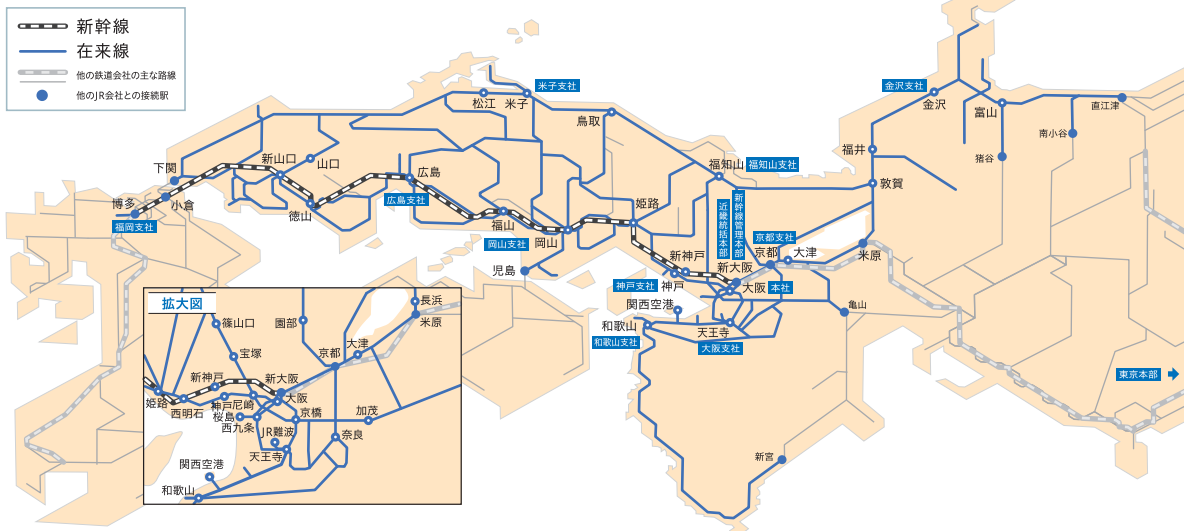 新幹線
在来線
他の鉄道会社の主な路線
他のJR会社との接続駅
松江
米子
米子支社
鳥取
金沢支社
金沢
富山
直江津
南小谷
猪谷
福井
敦賀
福知山
福知山支社
下関
新山口
山口
広島
広島支社
博多
小倉
福岡支社
徳山
福山
岡山
岡山支社
児島
姫路
近畿統括本部
新幹線管理本部
京都支社
京都
大津
米原
新神戸
新大阪
神戸支社
神戸
大阪
本社
関西空港
亀山
和歌山
天王寺
和歌山支社
大阪支社
新宮
東京本部
拡大図
長浜
米原
篠山口
園部
宝塚
京都
大津
新神戸
新大阪
姫路
西明石
神戸
尼崎
大阪
桜島
西九条
京橋
加茂
JR難波
奈良
天王寺
関西空港
和歌山